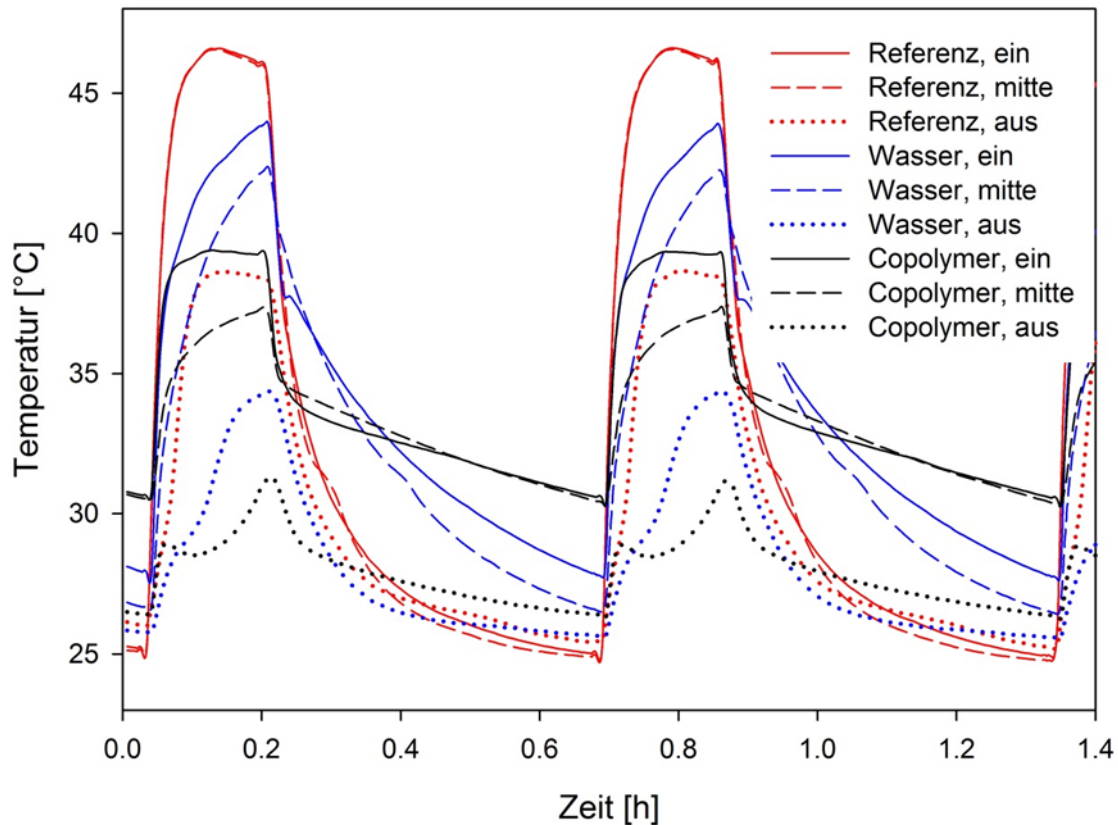 Temperatur [°C]
45
40
35
30
25
Referenz, ein
Referenz, mitte
Referenz, aus
Wasser, ein
Wasser, mitte
Wasser, aus
Copolymer, ein
Copolymer, mitte
Copolymer, aus
0.0 0.2 0.4 0.6 0.8 1.0 1.2 1.4
Zeit [h]